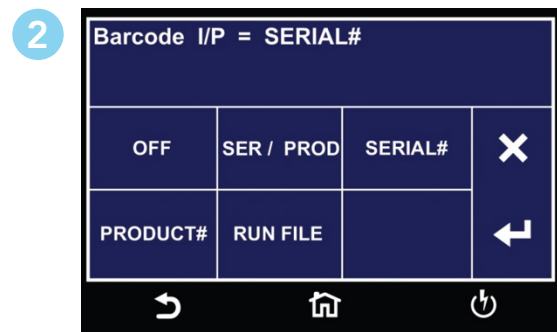 2
Barcode I/P = SERIAL#
OFF
SER / PROD
SERIAL#
PRODUCT#
RUN FILE